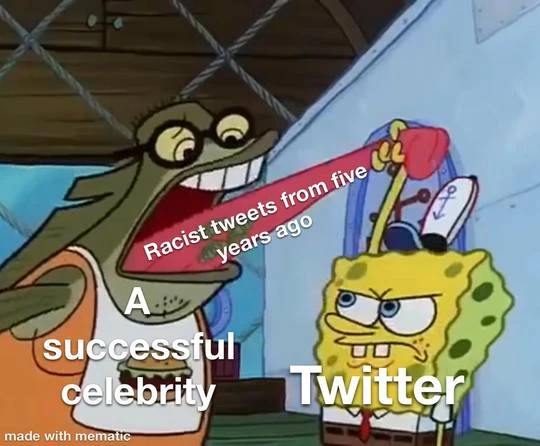 Racist tweets from five
years ago
A
successful
celebrity
Twitter
made with mematic